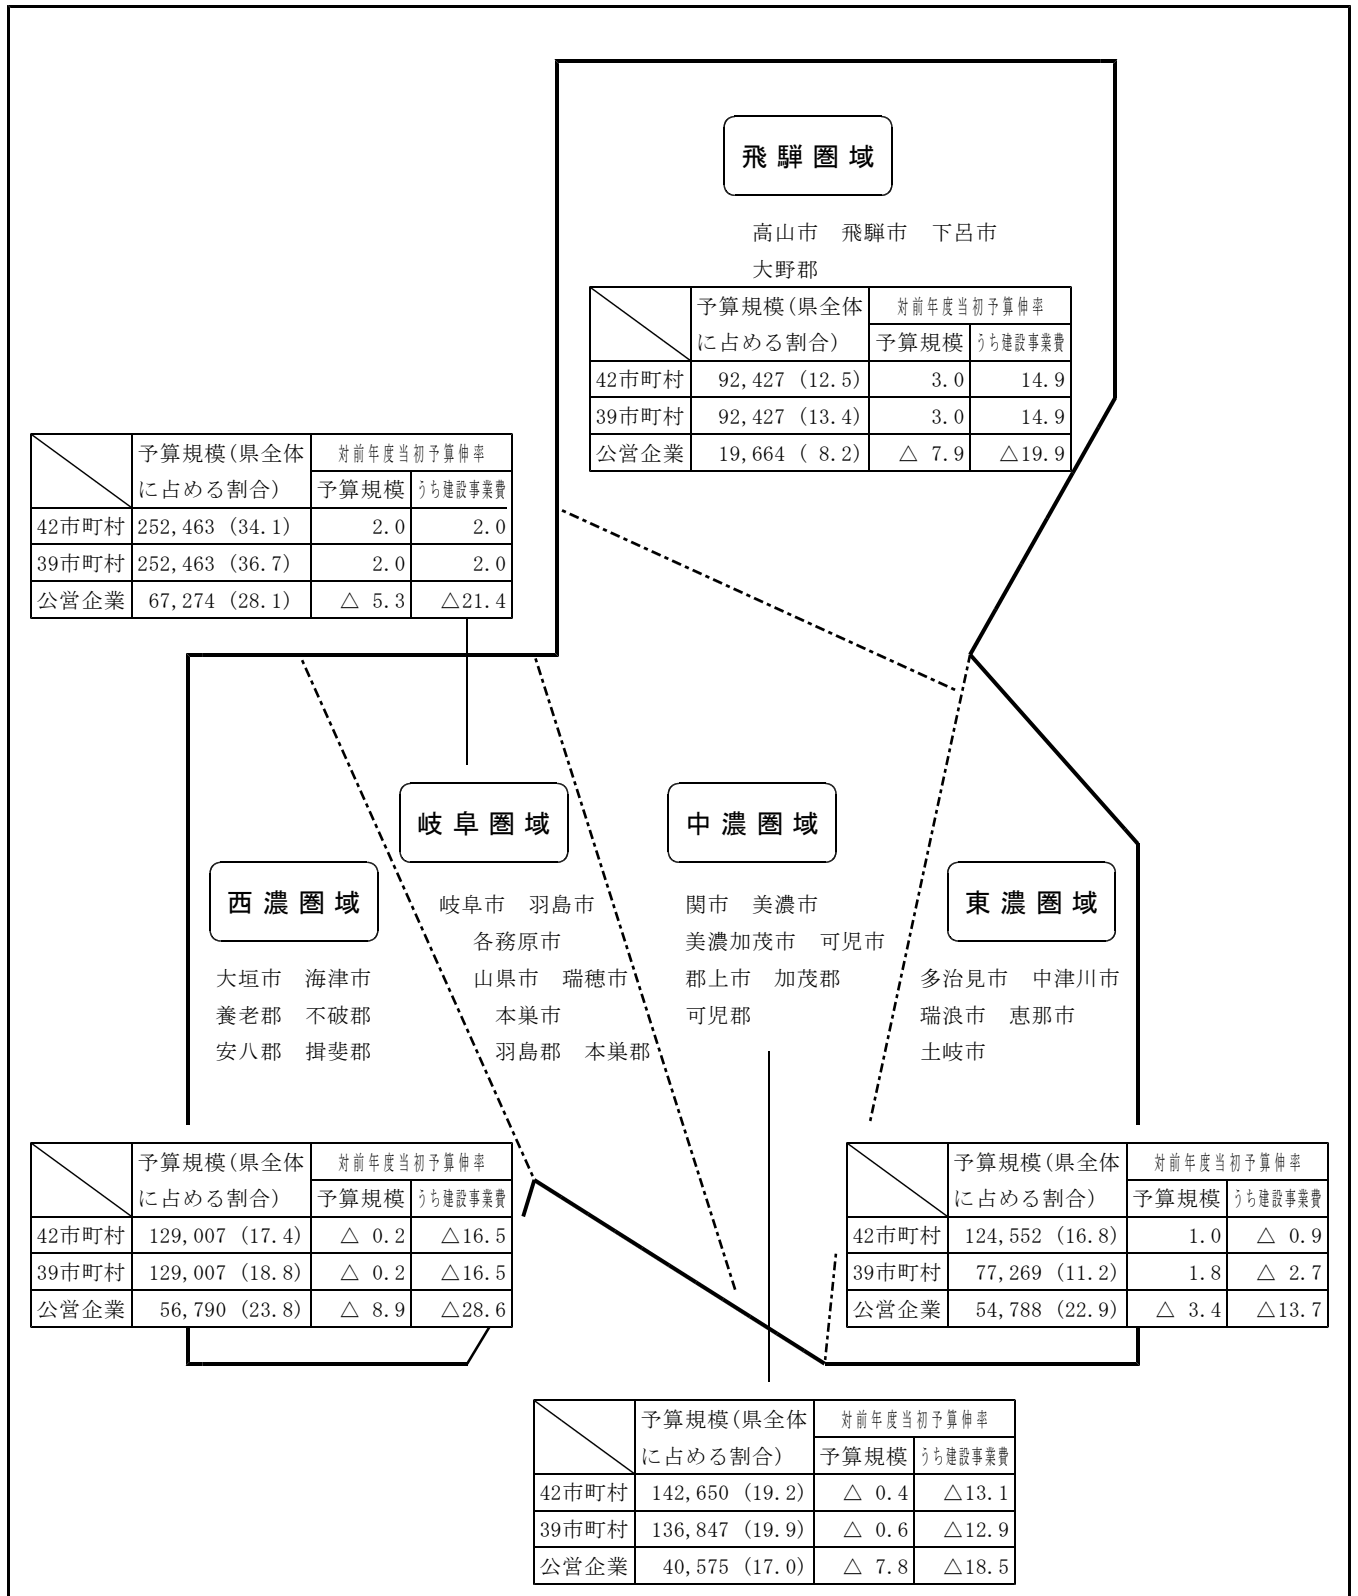 飛騨圏域
高山市　飛騨市　下呂市
大野郡
予算規模(県全体に占める割合) 対前年度当初予算伸率
予算規模 うち建設事業費
42市町村 92,427 (12.5) 3.0 14.9
39市町村 92,427 (13.4) 3.0 14.9
公営企業 19,664 ( 8.2) △ 7.9 △19.9
予算規模(県全体に占める割合) 対前年度当初予算伸率
予算規模 うち建設事業費
42市町村 252,463 (34.1) 2.0 2.0
39市町村 252,463 (36.7) 2.0 2.0
公営企業 67,274 (28.1) △ 5.3 △21.4
岐阜圏域
岐阜市　羽島市
各務原市
山県市　瑞穂市
本巣市
羽島郡　本巣郡
中濃圏域
関市　美濃市
美濃加茂市　可児市
郡上市　加茂郡
可児郡
西濃圏域
大垣市　海津市
養老郡　不破郡
安八郡　揖斐郡
東濃圏域
多治見市　中津川市
瑞浪市　恵那市
土岐市
予算規模(県全体に占める割合) 対前年度当初予算伸率
予算規模 うち建設事業費
42市町村 129,007 (17.4) △ 0.2 △16.5
39市町村 129,007 (18.8) △ 0.2 △16.5
公営企業 56,790 (23.8) △ 8.9 △28.6
予算規模(県全体に占める割合) 対前年度当初予算伸率
予算規模 うち建設事業費
42市町村 124,552 (16.8) 1.0 △ 0.9
39市町村 77,269 (11.2) 1.8 △ 2.7
公営企業 54,788 (22.9) △ 3.4 △13.7
予算規模(県全体に占める割合) 対前年度当初予算伸率
予算規模 うち建設事業費
42市町村 142,650 (19.2) △ 0.4 △13.1
39市町村 136,847 (19.9) △ 0.6 △12.9
公営企業 40,575 (17.0) △ 7.8 △18.5